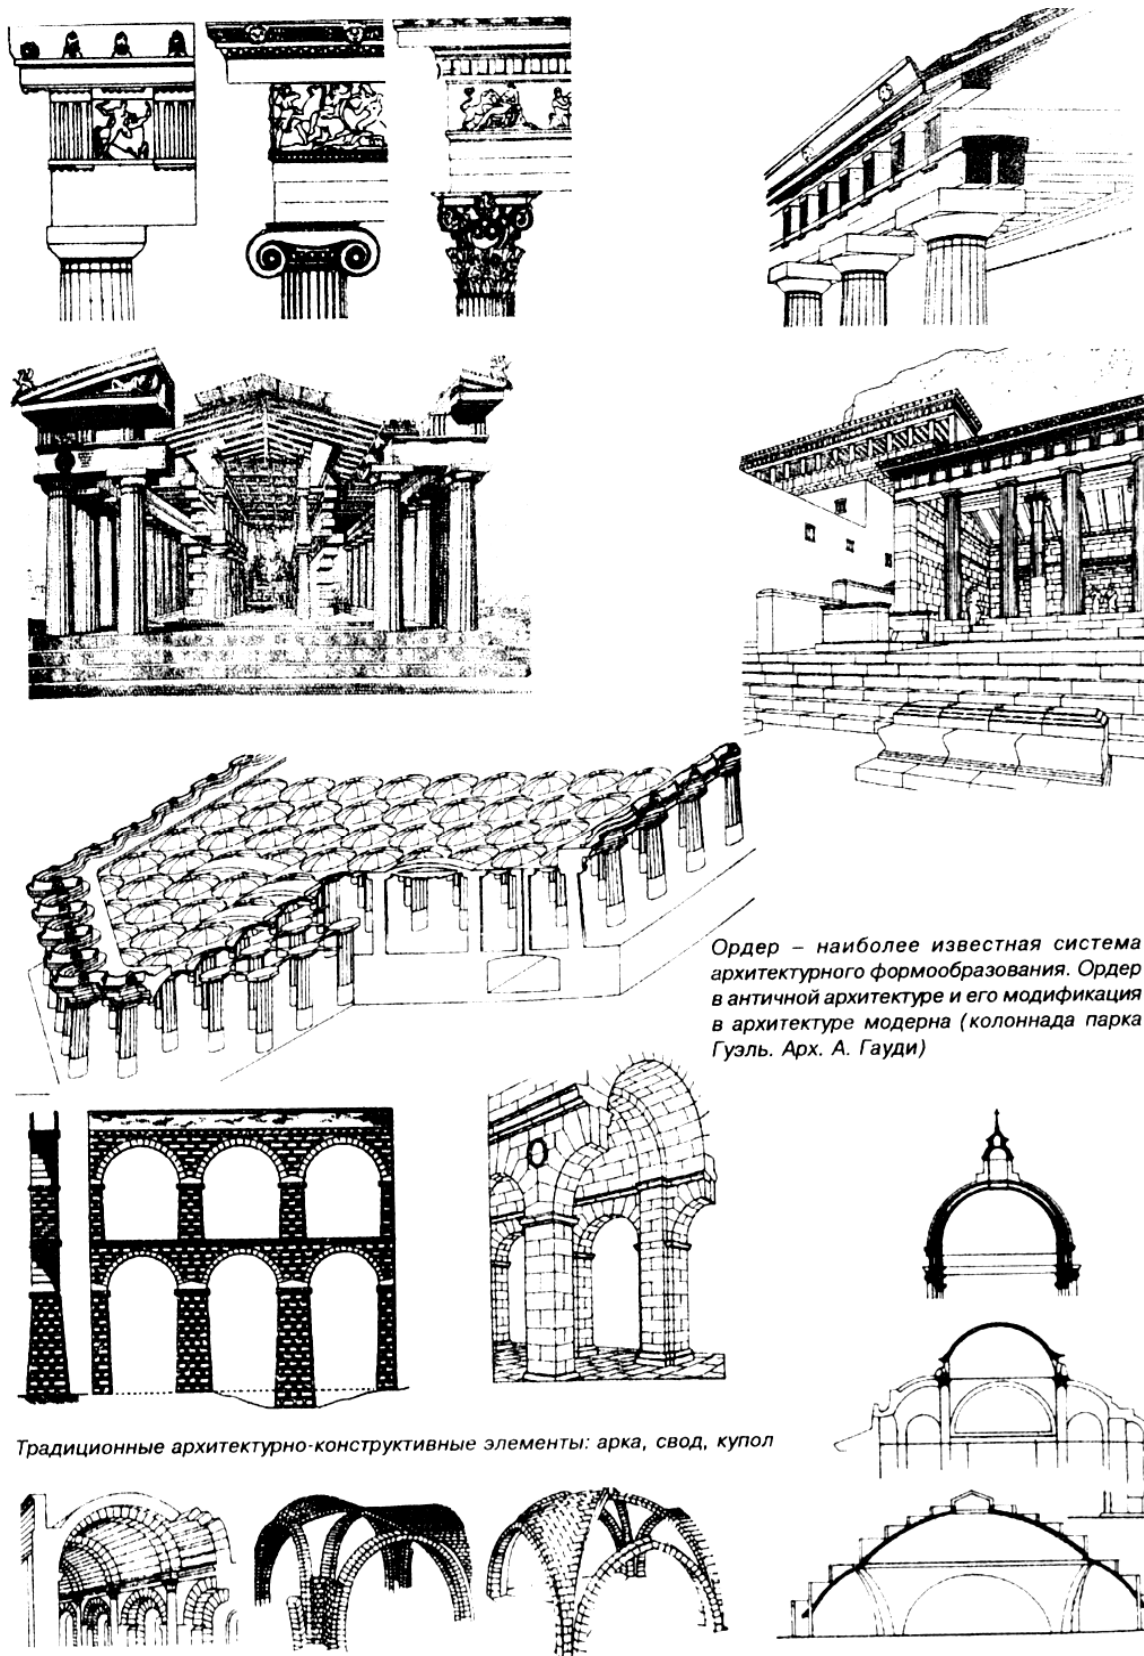 Ордер – наиболее известная система
архитектурного формообразования. Ордер
в античной архитектуре и его модификация
в архитектуре модерна (колоннада парка
Гуэль. Арх. А. Гауди)
Традиционные архитектурно-конструктивные элементы: арка, свод, купол